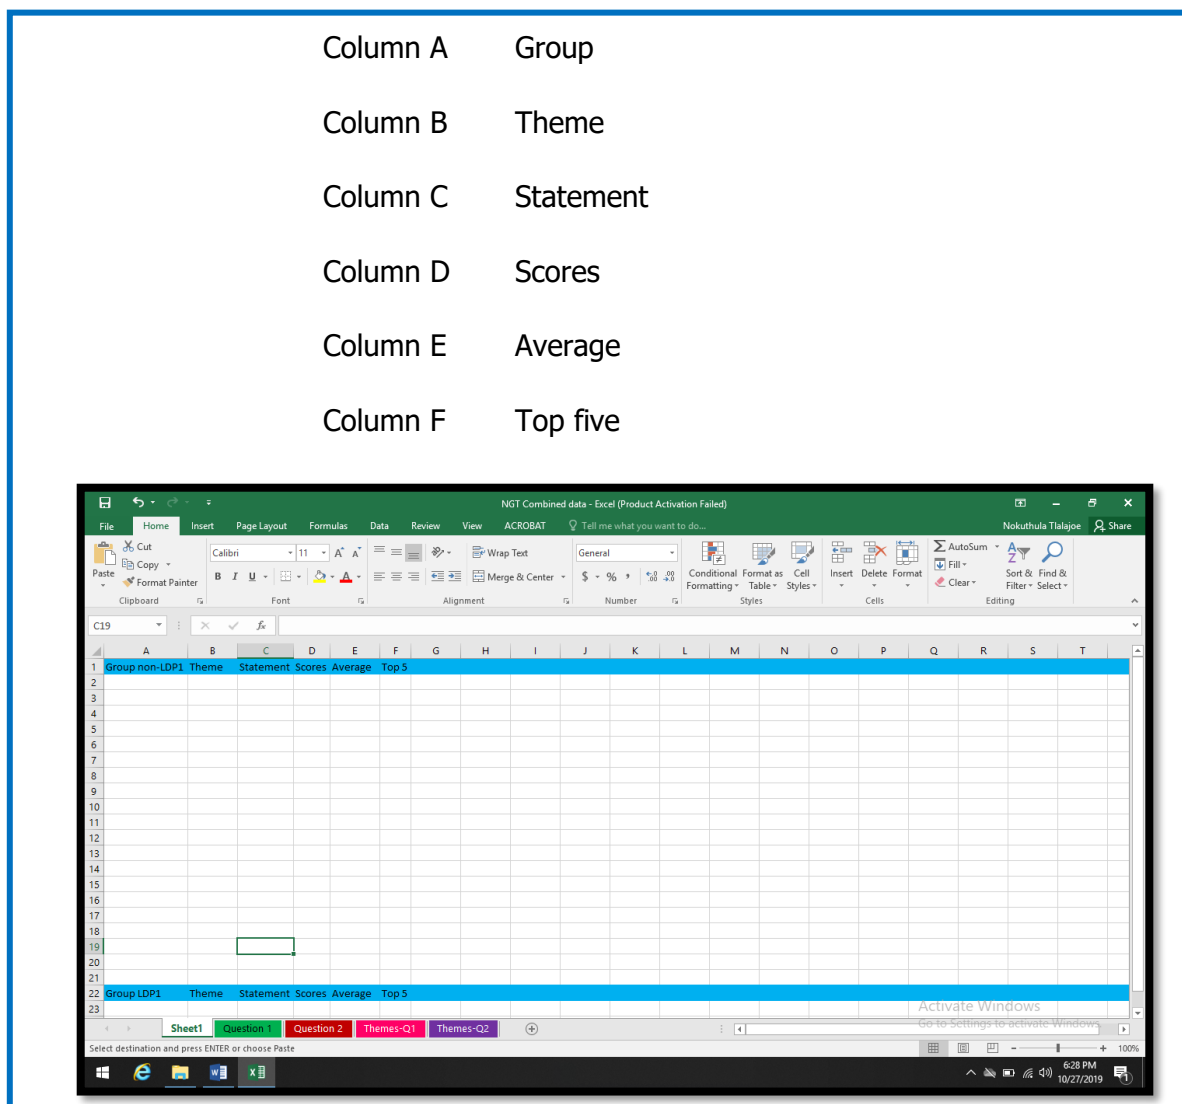 Column A Group
Column B Theme
Column C Statement
Column D Scores
Column E Average
Column F Top five
NGT Combined data - Excel (Product Activation Failed)
File Home Insert Page Layout Formulas Data Review View ACROBAT Tell me what you want to do... Nokuthula Tlalajoe Share
Cut
Copy
Format Painter
Paste
Clipboard
Calibri 11 A A
B I U A
Font
Wrap Text
Merge & Center
Alignment
General
$ % ,
Number
Conditional Formatting
Format as Table
Cell Styles
Styles
Insert Delete Format
Cells
AutoSum
Fill
Clear
Sort & Filter
Find & Select
Editing
C19 fx
A B C D E F G H I J K L M N O P Q R S T
1 Group non-LDP1 Theme Statement Scores Average Top 5
2
3
4
5
6
7
8
9
10
11
12
13
14
15
16
17
18
19
20
21
22 Group LDP1 Theme Statement Scores Average Top 5
23
Activate Windows
Go to Settings to activate Windows.
Sheet1 Question 1 Question 2 Themes-Q1 Themes-Q2
Select destination and press ENTER or choose Paste 100%
6:28 PM
10/27/2019